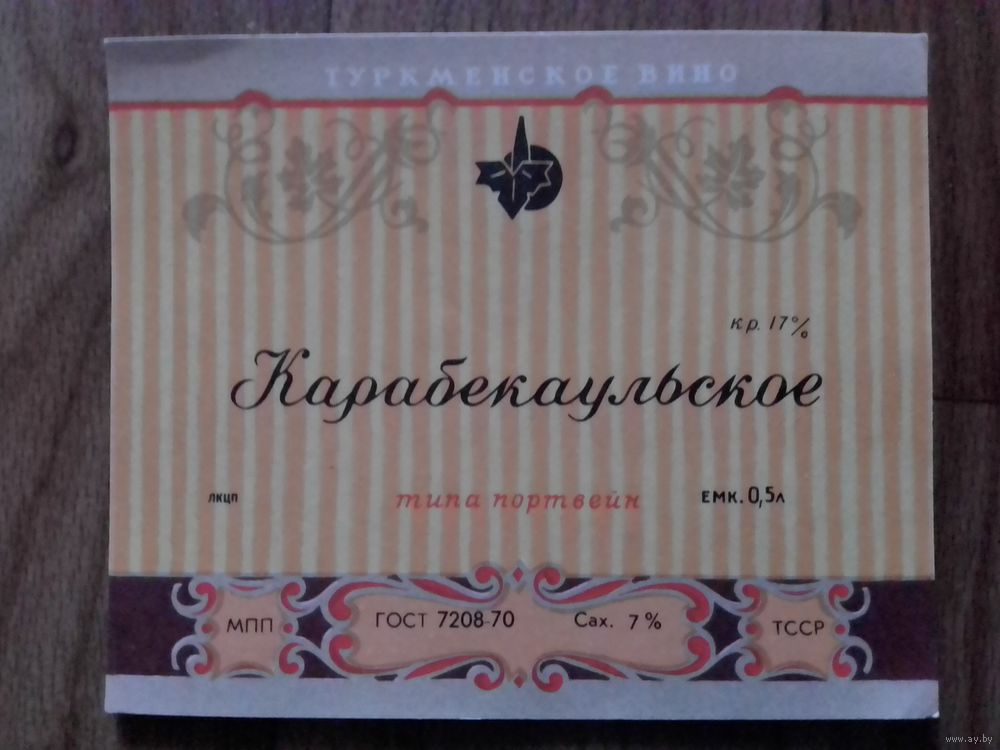 ТУРКМЕНСКОЕ ВИНО
кр. 17%
Карабекаульское
ЛКЦП
типа портвейн
ЕМК. 0,5л
МПП
ГОСТ 7208-70
Сах. 7%
ТССР
www.ay.by